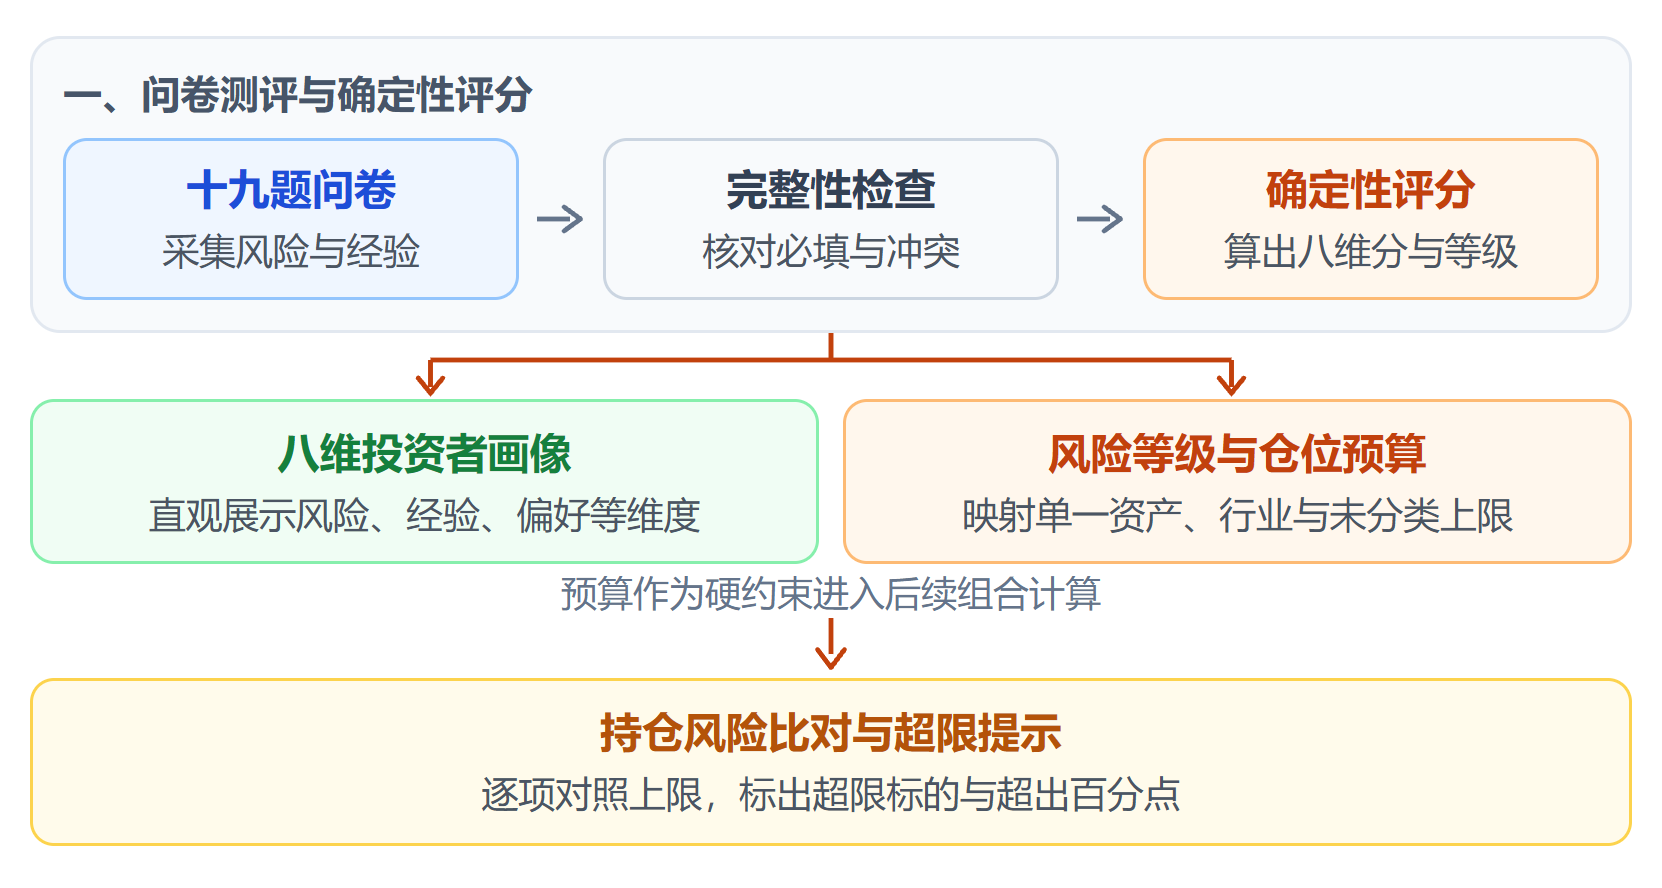 一、问卷测评与确定性评分
十九题问卷
采集风险与经验
完整性检查
核对必填与冲突
确定性评分
算出八维分与等级
八维投资者画像
直观展示风险、经验、偏好等维度
风险等级与仓位预算
映射单一资产、行业与未分类上限
预算作为硬约束进入后续组合计算
持仓风险比对与超限提示
逐项对照上限，标出超限标的与超出百分点